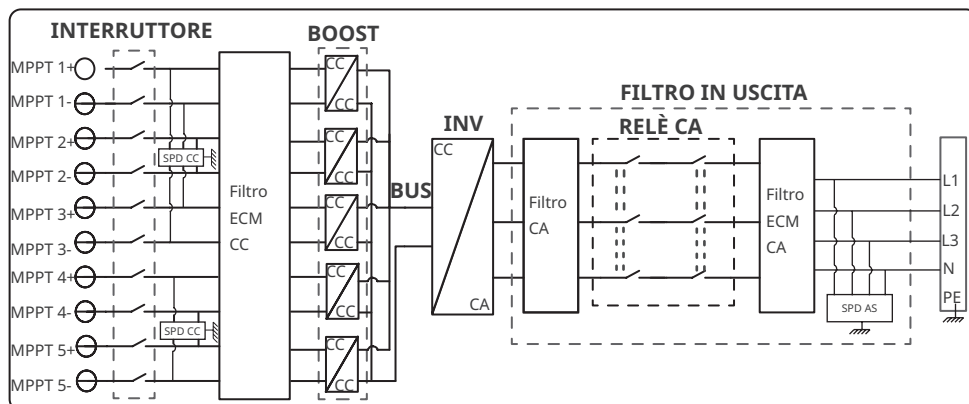 INTERRUTTORE
BOOST
MPPT 1+
MPPT 1-
MPPT 2+
MPPT 2-
MPPT 3+
MPPT 3-
MPPT 4+
MPPT 4-
MPPT 5+
MPPT 5-
SPD CC
SPD CC
Filtro
ECM
CC
CC
CC
CC
CC
CC
CC
CC
CC
CC
CC
BUS
INV
CC
CA
FILTRO IN USCITA
RELÈ CA
Filtro
CA
Filtro
ECM
CA
SPD AS
L1
L2
L3
N
PE